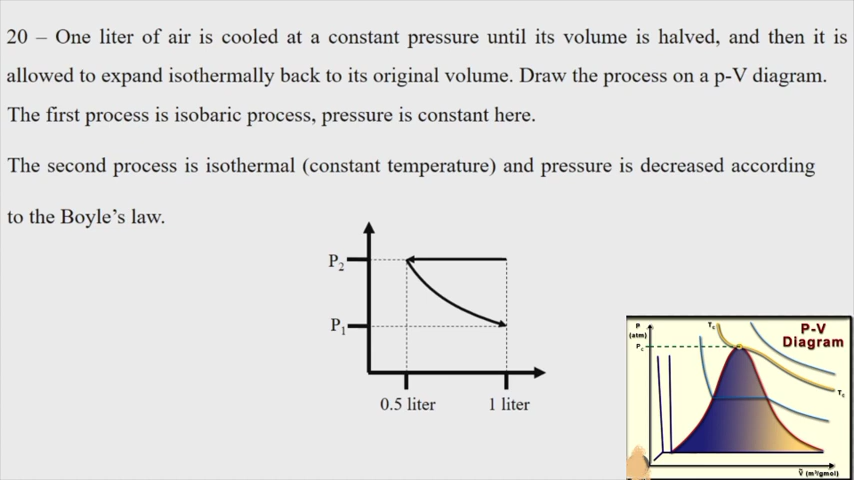 20 – One liter of air is cooled at a constant pressure until its volume is halved, and then it is
allowed to expand isothermally back to its original volume. Draw the process on a p-V diagram.
The first process is isobaric process, pressure is constant here.
The second process is isothermal (constant temperature) and pressure is decreased according
to the Boyle's law.
P₂
P₁
0.5 liter 1 liter
P
(atm)
T꜀
P-V
Diagram
P꜀
T꜀
Ṽ (m³/gmol)